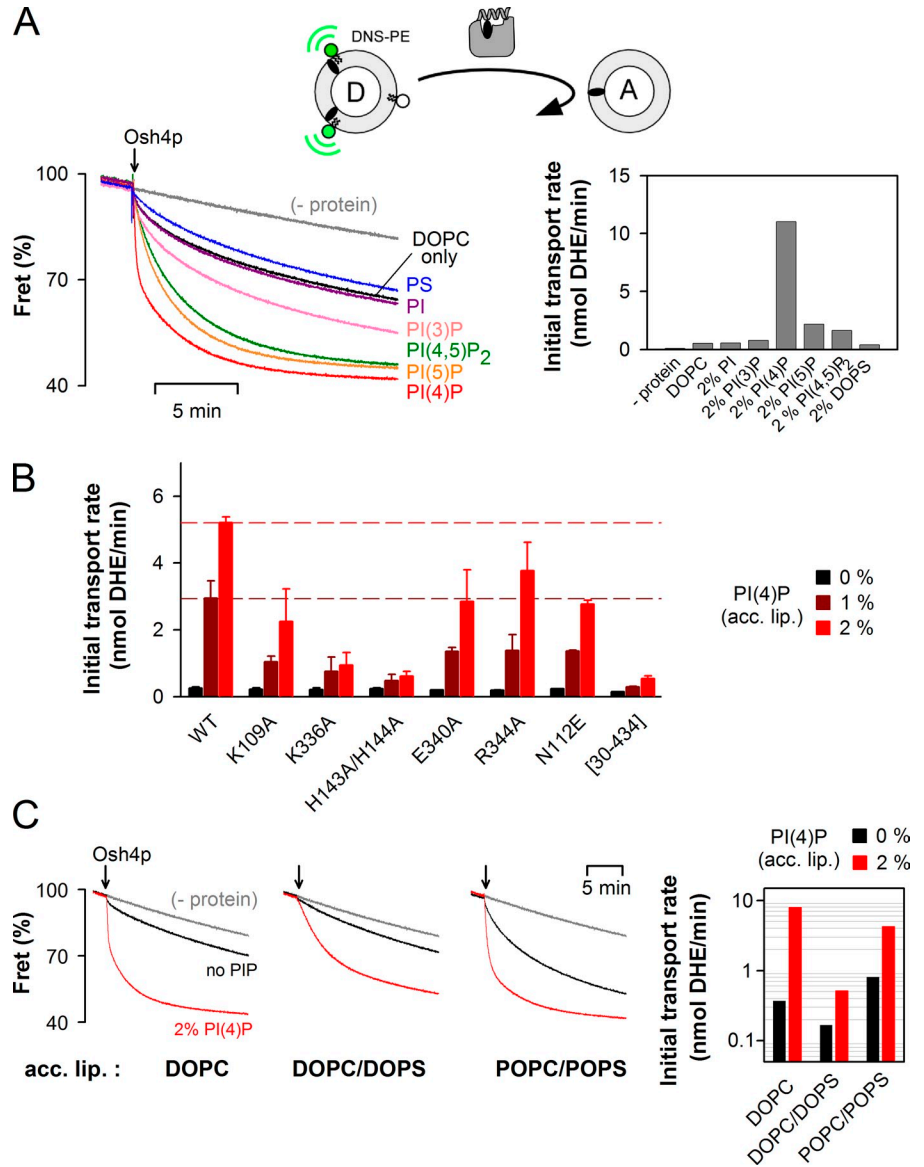 A
DNS-PE
D
A
Osh4p
100
70
40
Fret (%)
(- protein)
DOPC
only
PS
PI
PI(3)P
PI(4,5)P2
PI(5)P
PI(4)P
5 min
Initial transport rate
(nmol DHE/min)
15
10
5
0
- protein
DOPC
2% PI
2% PI(3)P
2% PI(4)P
2% PI(5)P
2 % PI(4,5)P2
2% DOPS
B
Initial transport rate
(nmol DHE/min)
6
4
2
0
WT
K109A
K336A
H143A/H144A
E340A
R344A
N112E
[30-434]
PI(4)P
(acc. lip.)
0 %
1 %
2 %
C
Osh4p
100
70
40
Fret (%)
(- protein)
no PIP
2% PI(4)P
(- protein)
(- protein)
5 min
acc. lip. :
DOPC
DOPC/DOPS
POPC/POPS
PI(4)P
(acc. lip.)
0 %
2 %
Initial transport rate
(nmol DHE/min)
10
1
0.1
DOPC
DOPC/DOPS
POPC/POPS